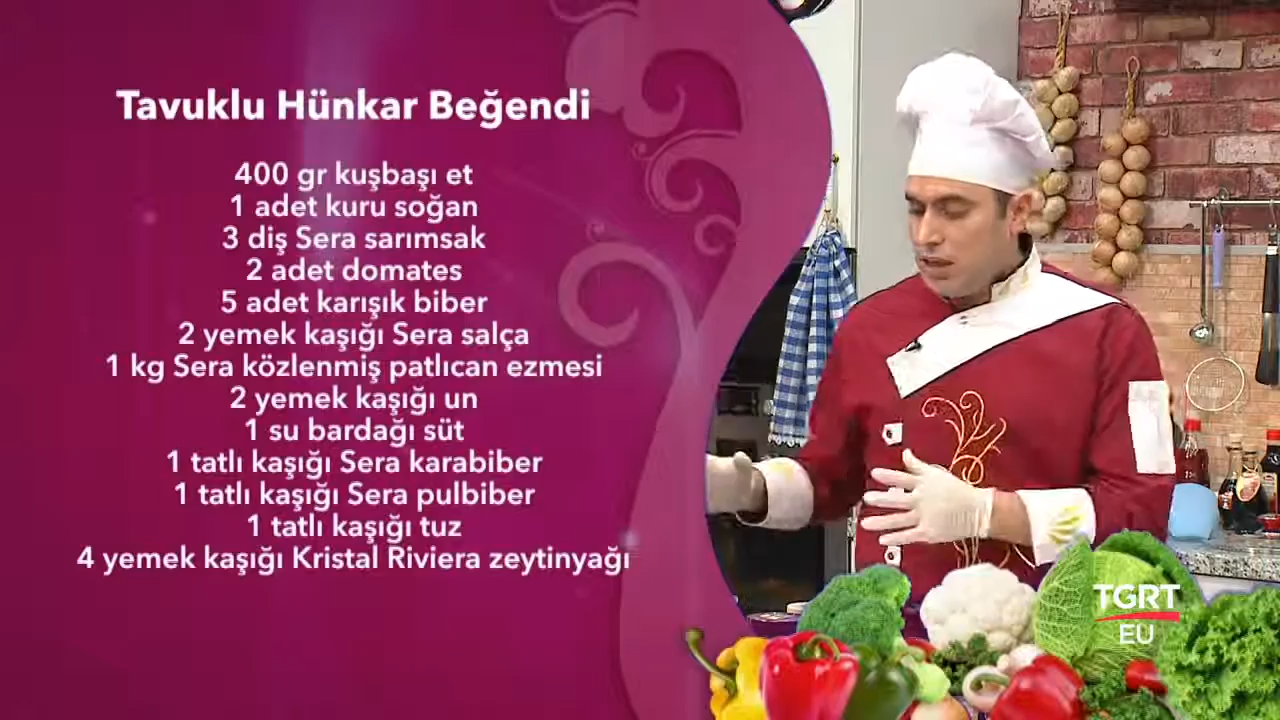 Tavuklu Hünkar Beğendi
400 gr kuşbaşı et
1 adet kuru soğan
3 diş Sera sarımsak
2 adet domates
5 adet karışık biber
2 yemek kaşığı Sera salça
1 kg Sera közlenmiş patlıcan ezmesi
2 yemek kaşığı un
1 su bardağı süt
1 tatlı kaşığı Sera karabiber
1 tatlı kaşığı Sera pulbiber
1 tatlı kaşığı tuz
4 yemek kaşığı Kristal Riviera zeytinyağı
TGRT
EU